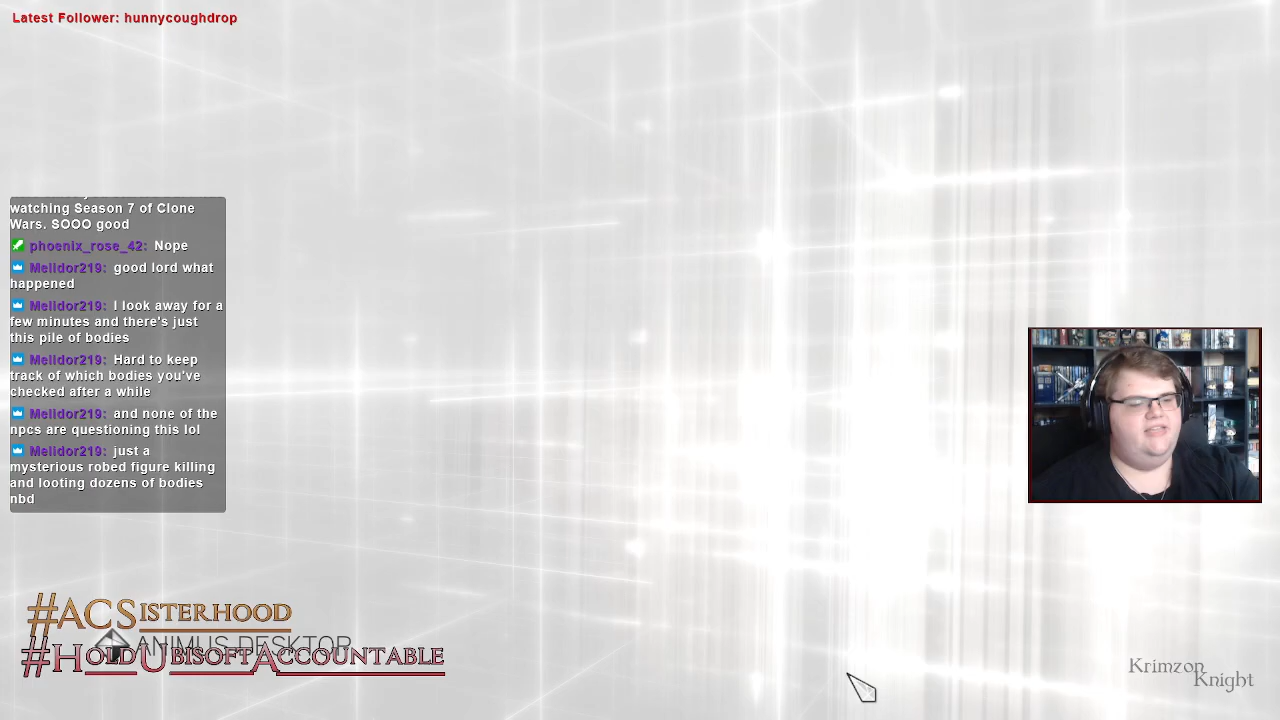 Latest Follower: hunnycoughdrop
watching Season 7 of Clone
Wars. SOOO good
phoenix_rose_42: Nope
Melldor219: good lord what
happened
Melldor219: I look away for a
few minutes and there's just
this pile of bodies
Melldor219: Hard to keep
track of which bodies you've
checked after a while
Melldor219: and none of the
npcs are questioning this lol
Melldor219: just a
mysterious robed figure killing
and looting dozens of bodies
nbd
#ACSISTERHOOD
ANIMUS DESKTOP
#HOLDUBISOFTACCOUNTABLE
Krimzon
Knight